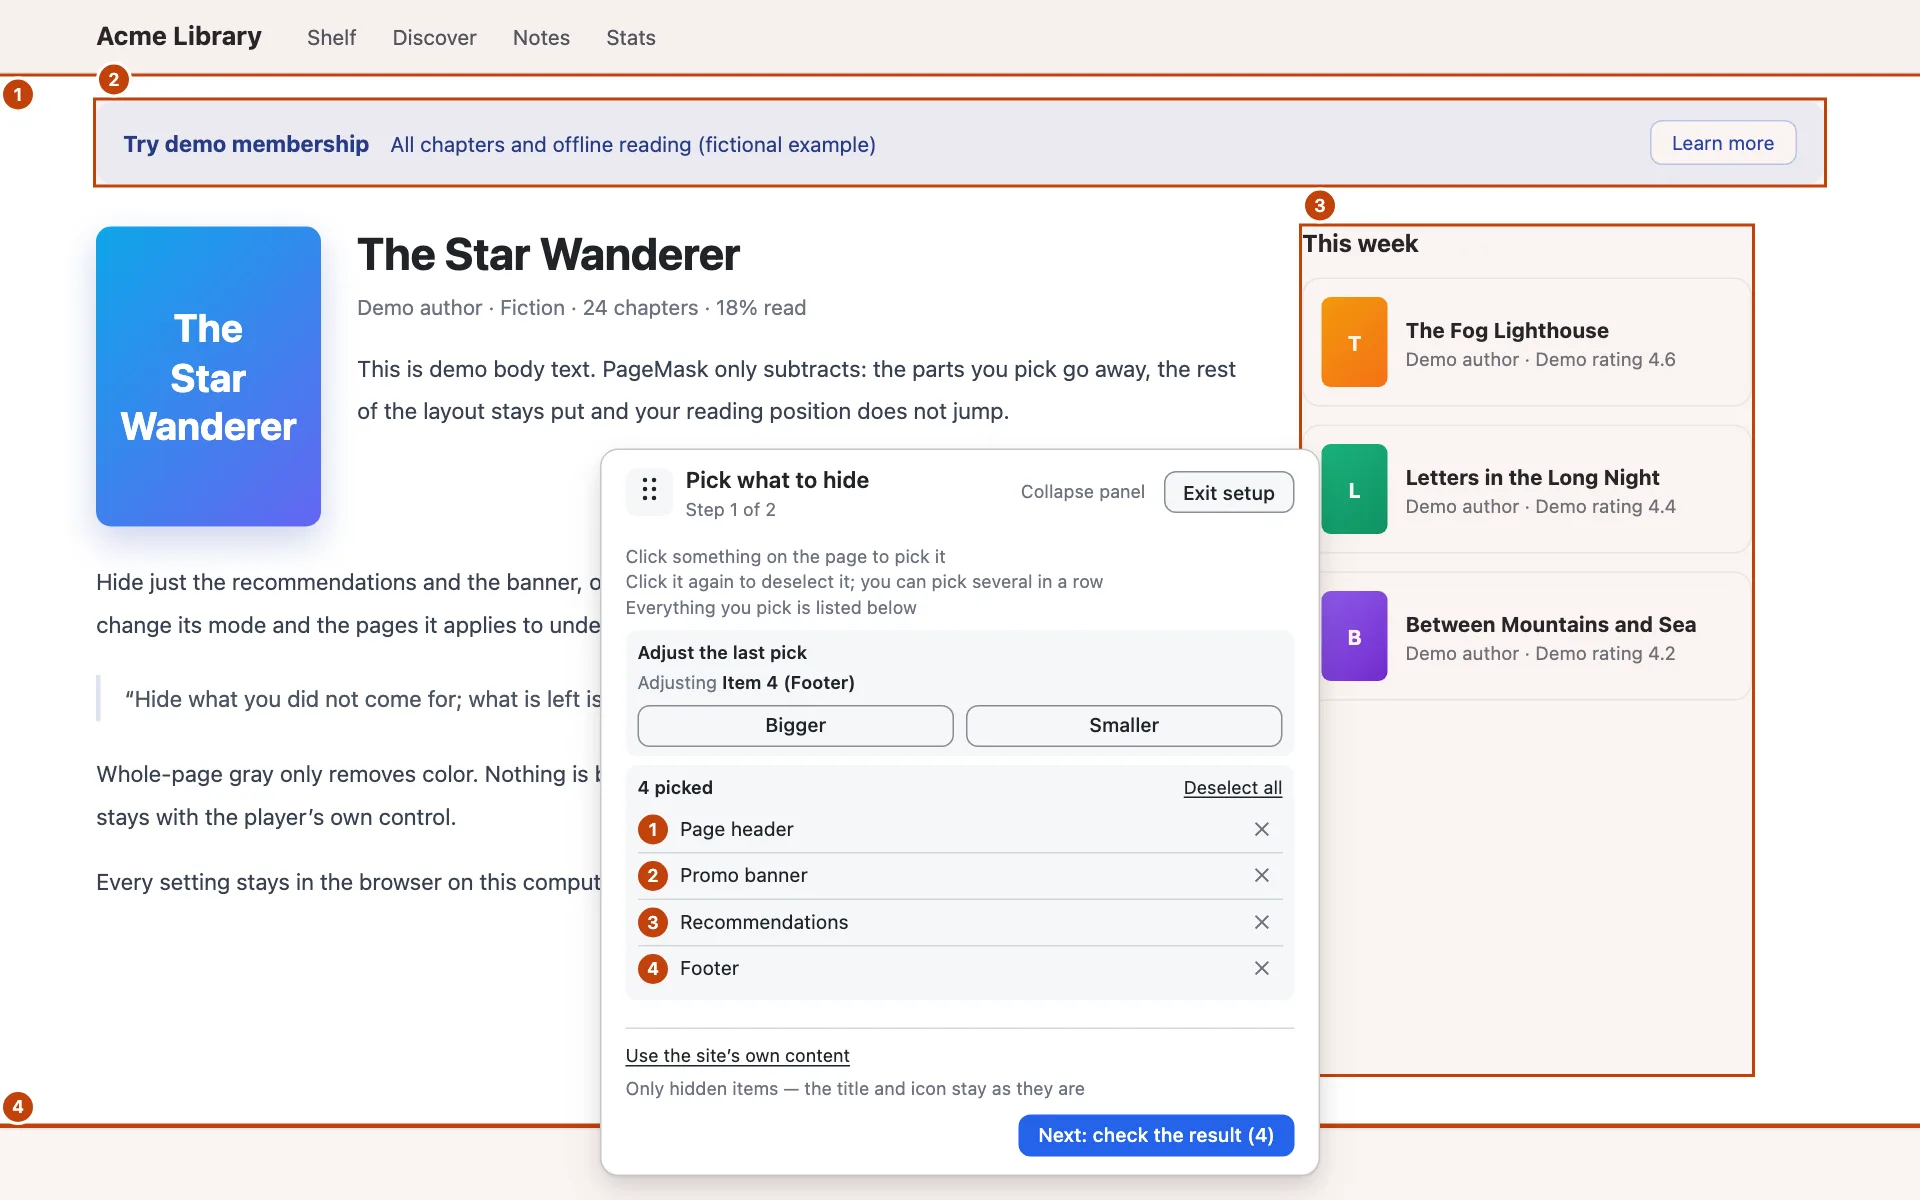 Acme Library Shelf Discover Notes Stats
1
2
Try demo membership All chapters and offline reading (fictional example) Learn more
The
Star
Wanderer
The Star Wanderer
Demo author · Fiction · 24 chapters · 18% read
This is demo body text. PageMask only subtracts: the parts you pick go away, the rest
of the layout stays put and your reading position does not jump.
Hide just the recommendations and the banner,
change its mode and the pages it applies to
“Hide what you did not come for; what is left is
Whole-page gray only removes color. Nothing is
stays with the player’s own control.
Every setting stays in the browser on this
3
This week
T
The Fog Lighthouse
Demo author · Demo rating 4.6
L
Letters in the Long Night
Demo author · Demo rating 4.4
B
Between Mountains and Sea
Demo author · Demo rating 4.2
Pick what to hide
Step 1 of 2
Collapse panel
Exit setup
Click something on the page to pick it
Click it again to deselect it; you can pick several in a row
Everything you pick is listed below
Adjust the last pick
Adjusting Item 4 (Footer)
Bigger Smaller
4 picked Deselect all
1 Page header
2 Promo banner
3 Recommendations
4 Footer
Use the site’s own content
Only hidden items — the title and icon stay as they are
Next: check the result (4)
4